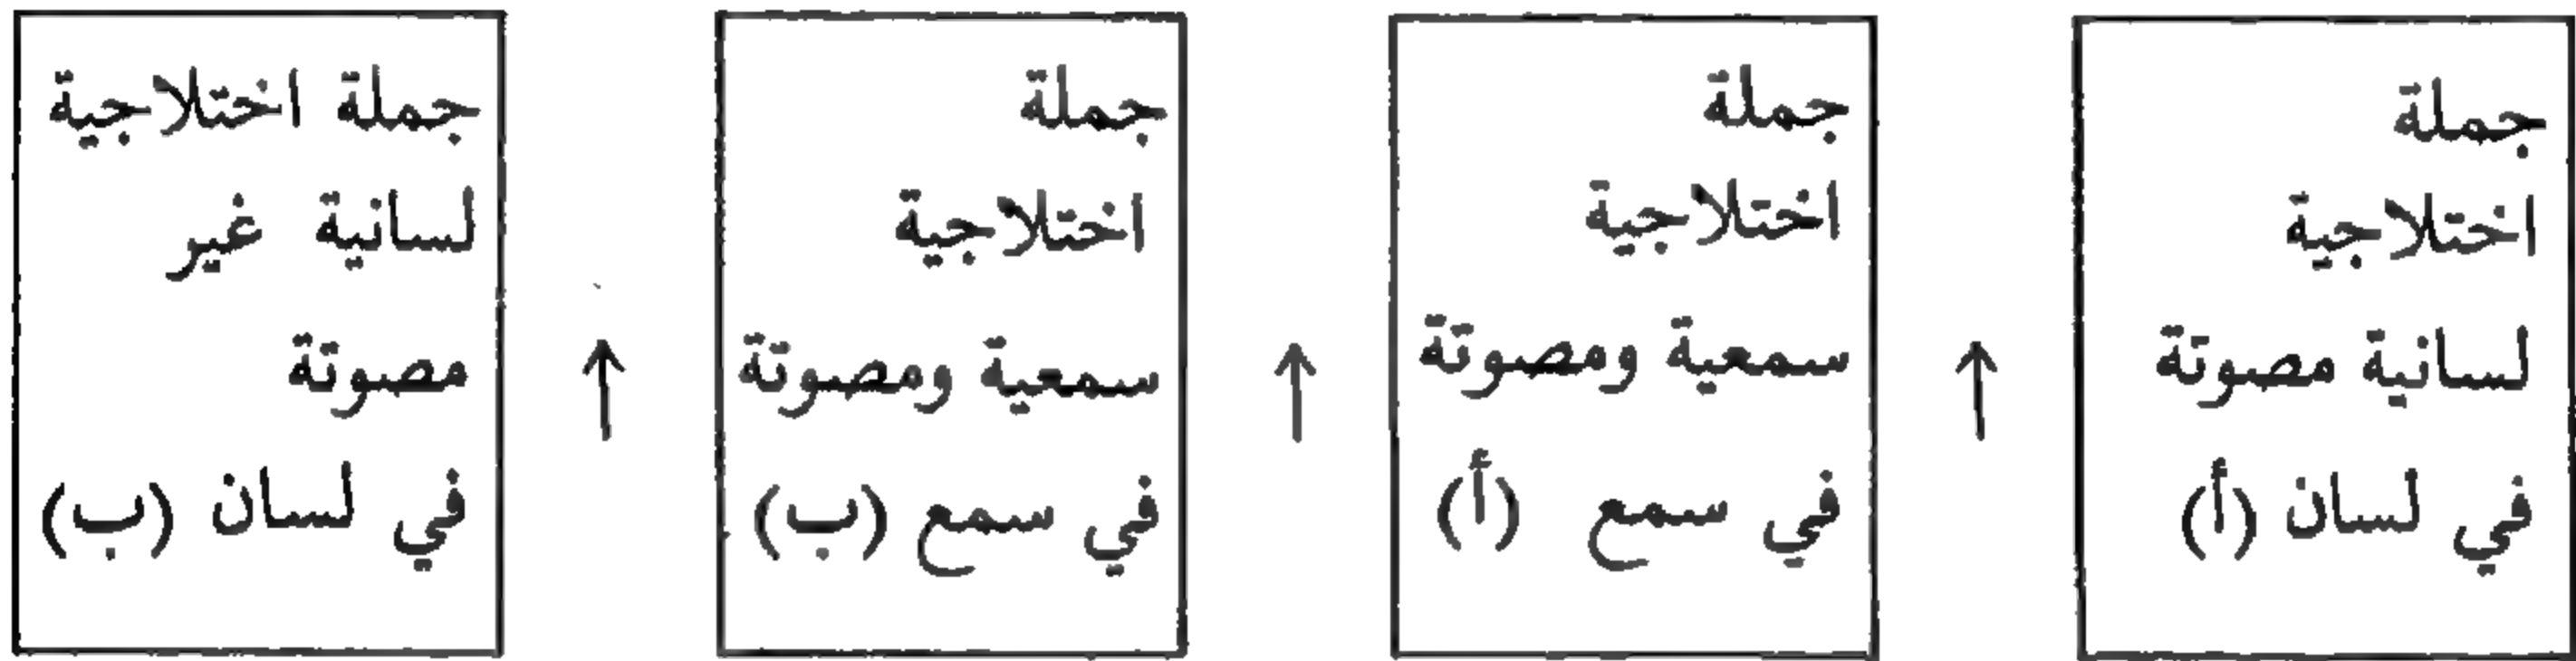 جملة
اختلاجية
لسانية مصوتة
في لسان (أ)
↑
جملة
اختلاجية
سمعية ومصوتة
في سمع (أ)
↑
جملة
اختلاجية
سمعية ومصوتة
في سمع (ب)
↑
جملة اختلاجية
لسانية غير
مصوتة
في لسان (ب)